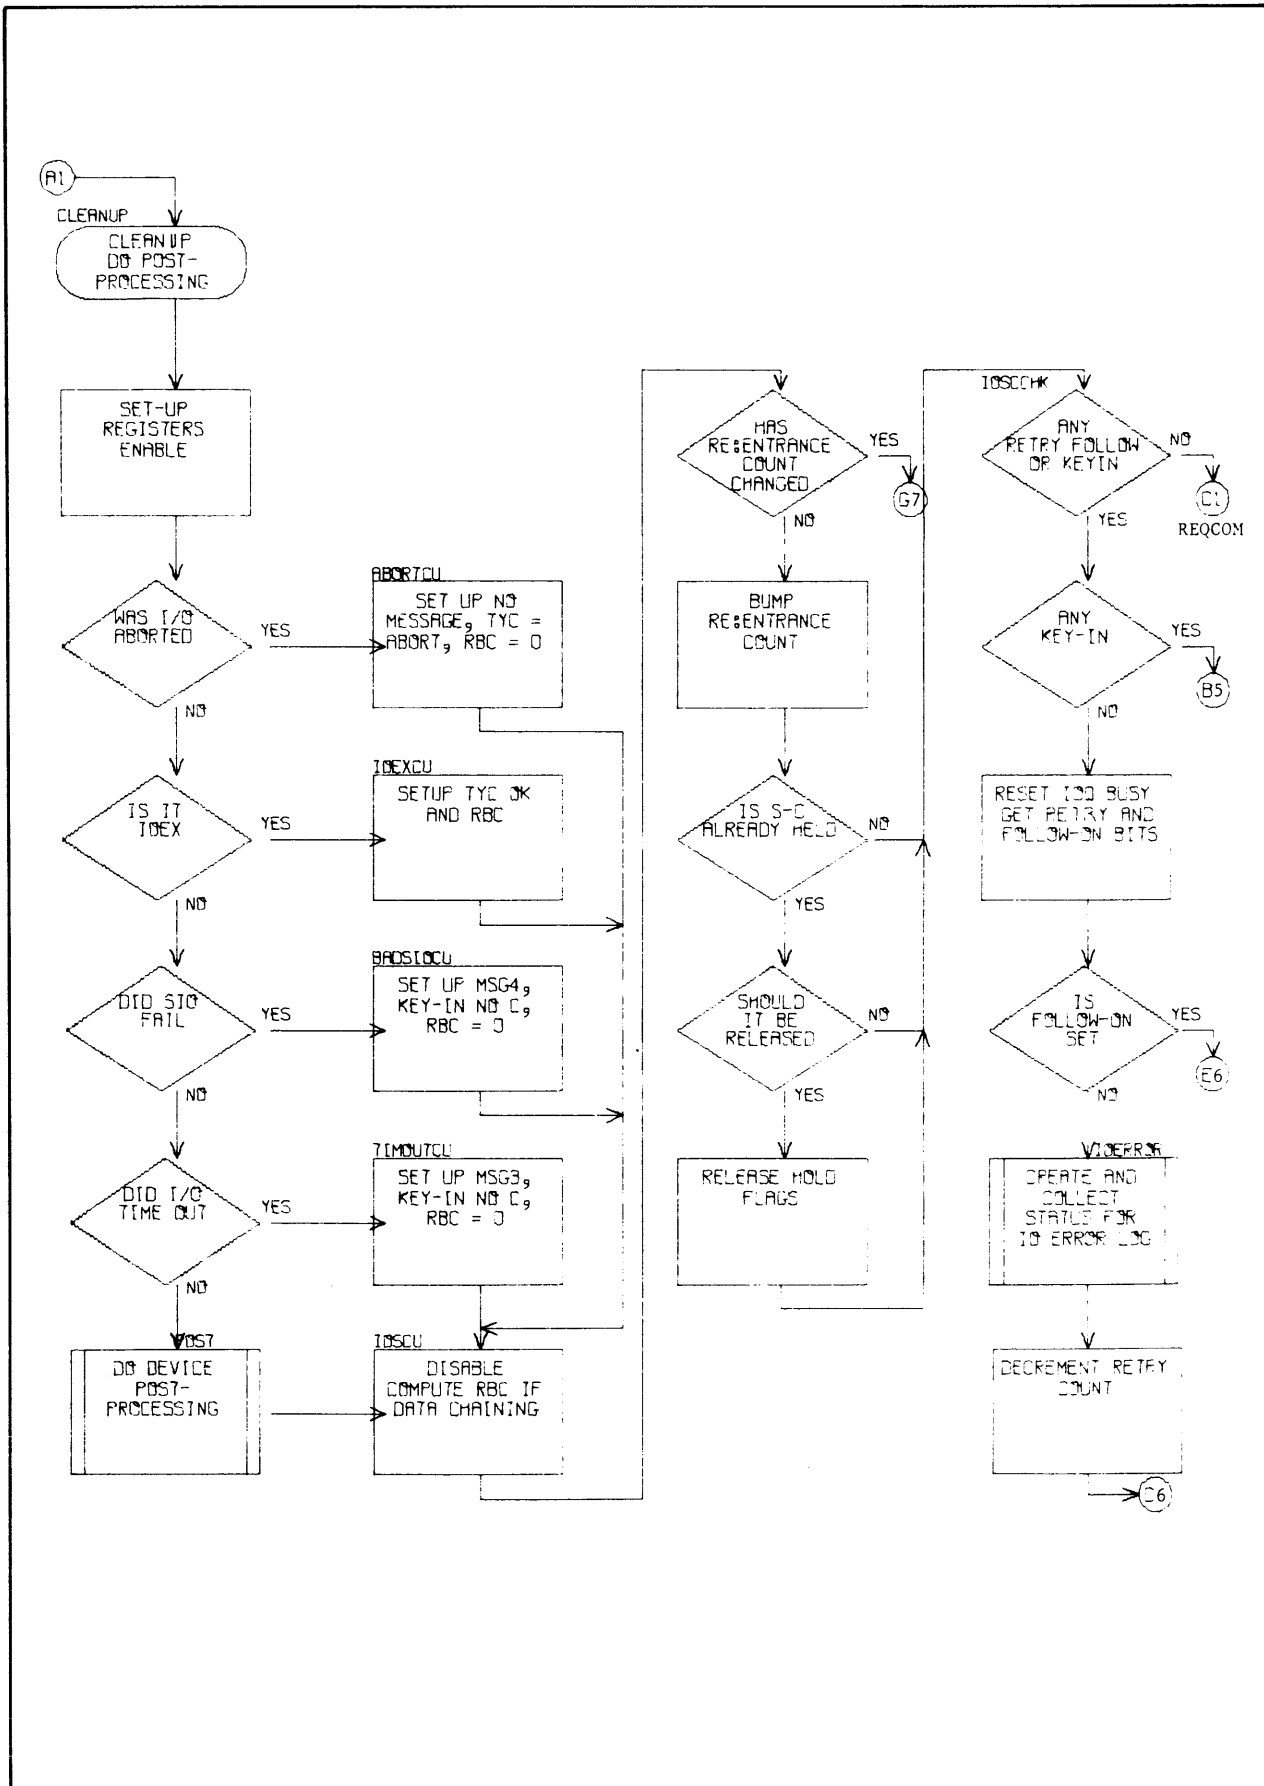 A1
CLEANUP
CLEANUP
DO POST-
PROCESSING
SET-UP
REGISTERS
ENABLE
WAS I/O
ABORTED
YES
NO
ABORTCU
SET UP NO
MESSAGE, TYC =
ABORT, RBC = 0
IS IT
IOEX
YES
NO
IOEXCU
SETUP TYC OK
AND RBC
DID SIO
FAIL
YES
NO
BADSIOCU
SET UP MSG4,
KEY-IN NO C,
RBC = 0
DID I/O
TIME OUT
YES
NO
TIMOUTCU
SET UP MSG3,
KEY-IN NO C,
RBC = 0
POST
DO DEVICE
POST-
PROCESSING
IOSCU
DISABLE
COMPUTE RBC IF
DATA CHAINING
HAS
RE:ENTRANCE
COUNT
CHANGED
YES
G7
NO
BUMP
RE:ENTRANCE
COUNT
IS S-C
ALREADY HELD
NO
YES
SHOULD
IT BE
RELEASED
NO
YES
RELEASE HOLD
FLAGS
IOSCCHK
ANY
RETRY FOLLOW
OR KEYIN
NO
C1
REQCOM
YES
ANY
KEY-IN
YES
B5
NO
RESET IOQ BUSY
GET RETRY AND
FOLLOW-ON BITS
IS
FOLLOW-ON
SET
YES
E6
NO
IOERROR
CREATE AND
COLLECT
STATUS FOR
IO ERROR LOG
DECREMENT RETRY
COUNT
C6